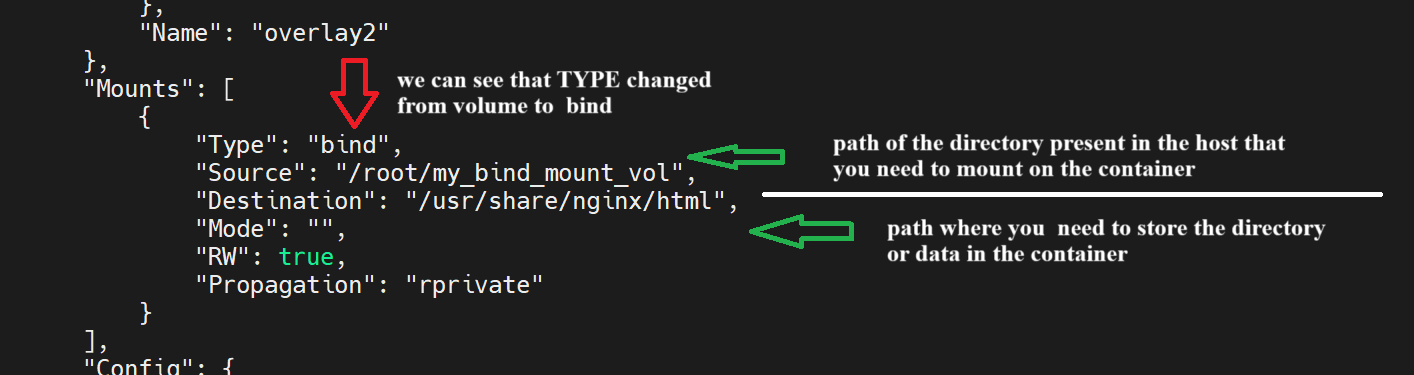 },
"Name": "overlay2"
},
"Mounts": [
we can see that TYPE changed
from volume to  bind
{
"Type": "bind",
"Source": "/root/my_bind_mount_vol",
path of the directory present in the host that
you need to mount on the container
"Destination": "/usr/share/nginx/html",
"Mode": "",
"RW": true,
"Propagation": "rprivate"
path where you  need to store the directory
or data in the container
}
],
"Config": {